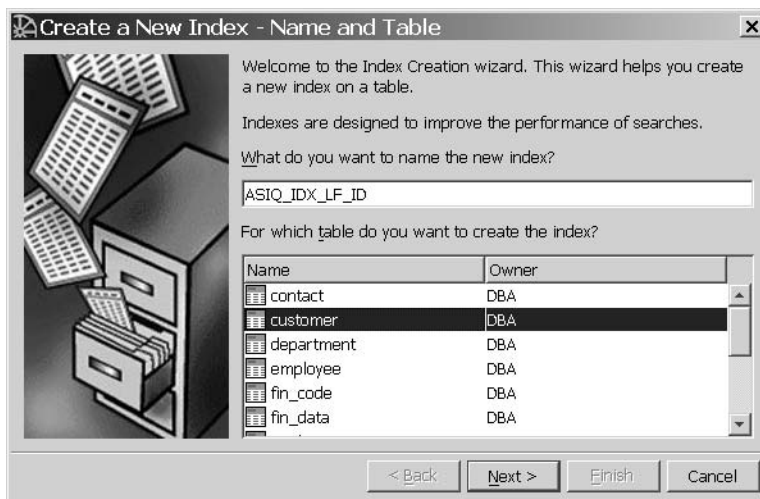 Create a New Index - Name and Table
Welcome to the Index Creation wizard. This wizard helps you create
a new index on a table.
Indexes are designed to improve the performance of searches.
What do you want to name the new index?
ASIQ_IDX_LF_ID
For which table do you want to create the index?
Name Owner
contact DBA
customer DBA
department DBA
employee DBA
fin_code DBA
fin_data DBA
< Back Next > Finish Cancel